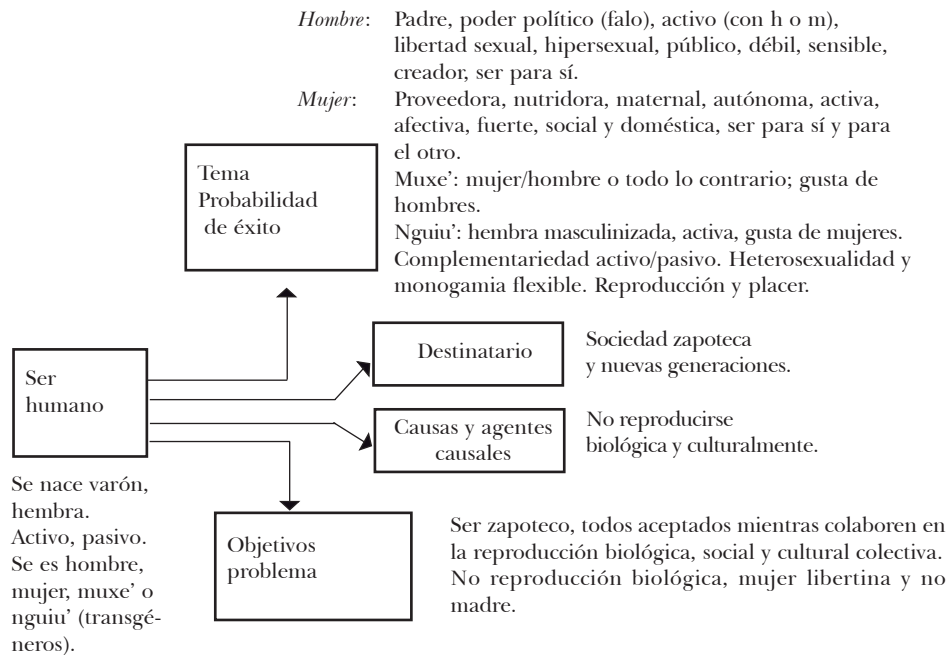 Hombre: Padre, poder político (falo), activo (con h o m),
libertad sexual, hipersexual, público, débil, sensible,
creador, ser para sí.
Mujer: Proveedora, nutridora, maternal, autónoma, activa,
afectiva, fuerte, social y doméstica, ser para sí y para
el otro.
Muxe’: mujer/hombre o todo lo contrario; gusta de
hombres.
Nguiu’: hembra masculinizada, activa, gusta de mujeres.
Complementariedad activo/pasivo. Heterosexualidad y
monogamia flexible. Reproducción y placer.
Tema
Probabilidad
de éxito
Destinatario
Sociedad zapoteca
y nuevas generaciones.
Ser
humano
Causas y agentes
causales
No reproducirse
biológica y culturalmente.
Se nace varón,
hembra.
Activo, pasivo.
Se es hombre,
mujer, muxe’ o
nguiu’ (transgé-
neros).
Objetivos
problema
Ser zapoteco, todos aceptados mientras colaboren en
la reproducción biológica, social y cultural colectiva.
No reproducción biológica, mujer libertina y no
madre.